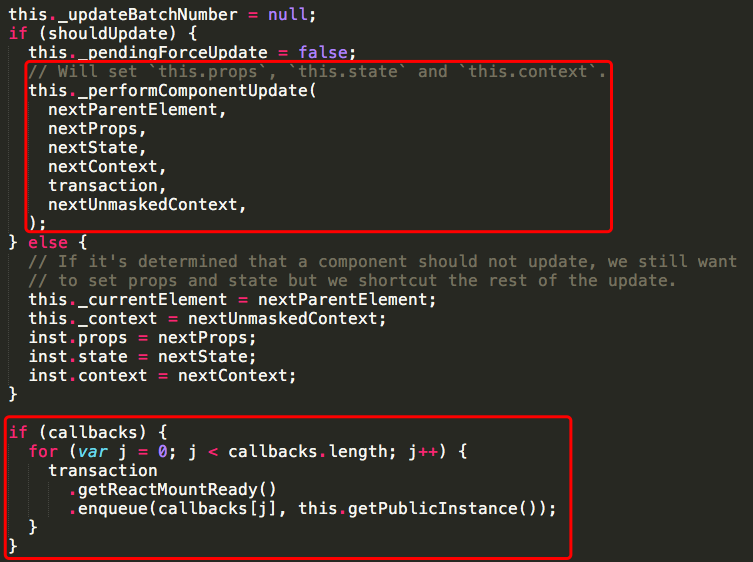 this._updateBatchNumber = null;
if (shouldUpdate) {
  this._pendingForceUpdate = false;
  // Will set `this.props`, `this.state` and `this.context`.
  this._performComponentUpdate(
    nextParentElement,
    nextProps,
    nextState,
    nextContext,
    transaction,
    nextUnmaskedContext,
  );
} else {
  // If it's determined that a component should not update, we still want
  // to set props and state but we shortcut the rest of the update.
  this._currentElement = nextParentElement;
  this._context = nextUnmaskedContext;
  inst.props = nextProps;
  inst.state = nextState;
  inst.context = nextContext;
}

if (callbacks) {
  for (var j = 0; j < callbacks.length; j++) {
    transaction
      .getReactMountReady()
      .enqueue(callbacks[j], this.getPublicInstance());
  }
}